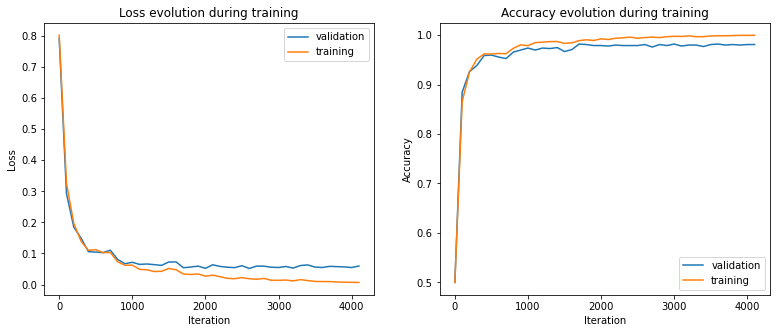 Loss evolution during training
0.8
0.7
0.6
0.5
0.4
0.3
0.2
0.1
0.0
Loss
validation
training
0
1000
2000
3000
4000
Iteration
Accuracy evolution during training
1.0
0.9
0.8
0.7
0.6
0.5
Accuracy
validation
training
0
1000
2000
3000
4000
Iteration